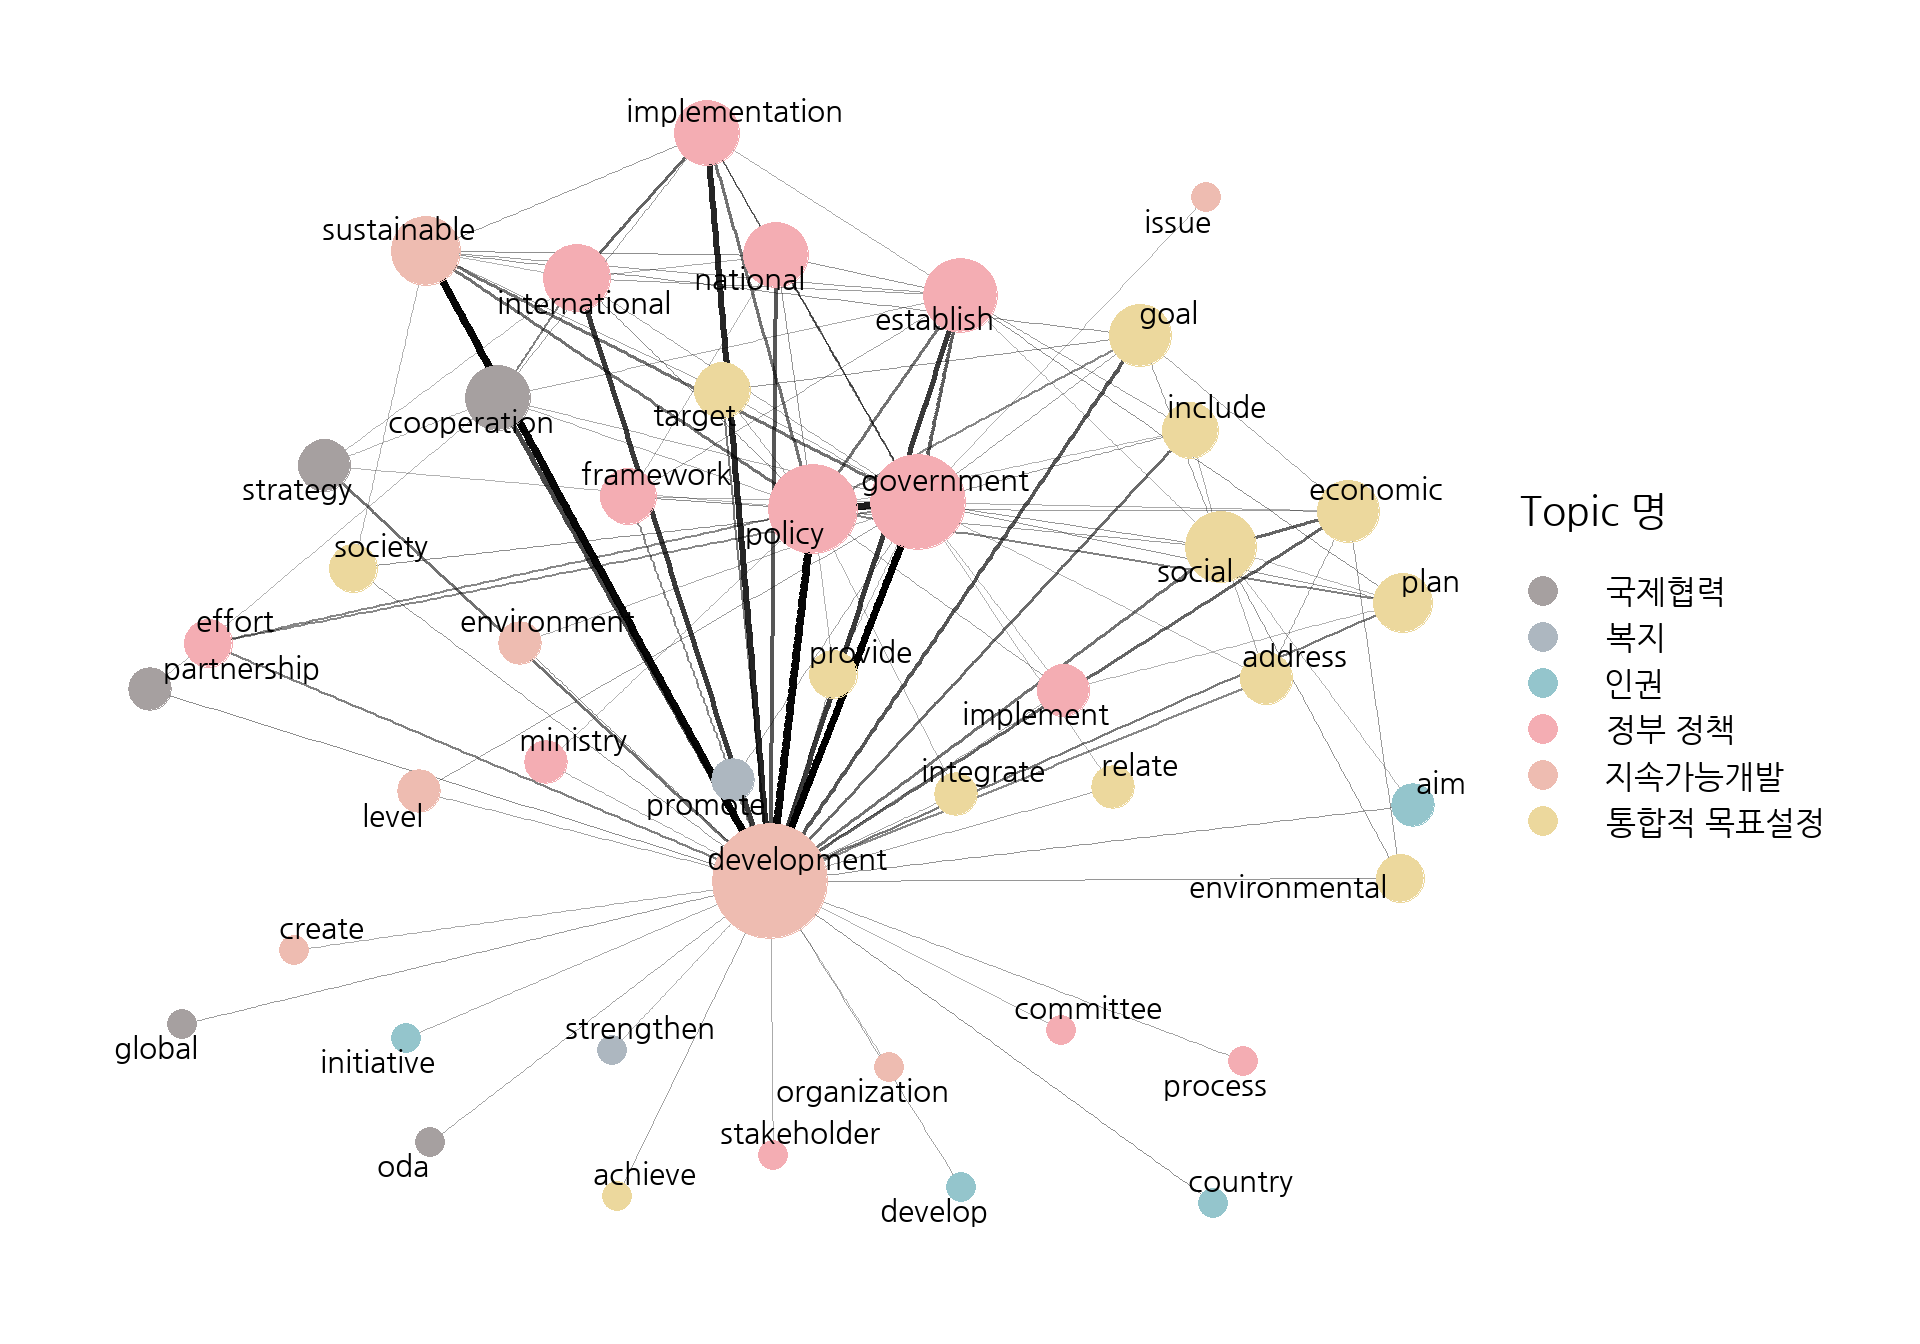 implementation
issue
sustainable
national
international
establish
goal
include
target
cooperation
framework
government
economic
strategy
policy
society
social
plan
effort
environment
provide
address
partnership
implement
ministry
integrate
relate
aim
promote
level
development
environmental
create
global
initiative
strengthen
committee
process
organization
stakeholder
oda
achieve
develop
country
Topic 명
국제협력
복지
인권
정부 정책
지속가능개발
통합적 목표설정